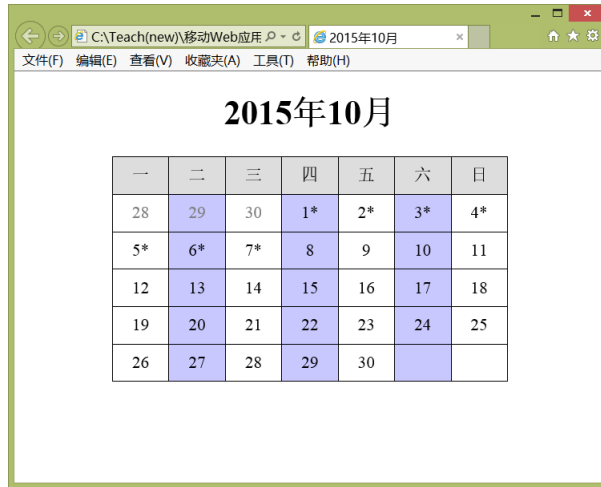 C:\Teach(new)\移动Web应用
2015年10月
文件(F) 编辑(E) 查看(V) 收藏夹(A) 工具(T) 帮助(H)
2015年10月
一 二 三 四 五 六 日
28 29 30 1* 2* 3* 4*
5* 6* 7* 8 9 10 11
12 13 14 15 16 17 18
19 20 21 22 23 24 25
26 27 28 29 30